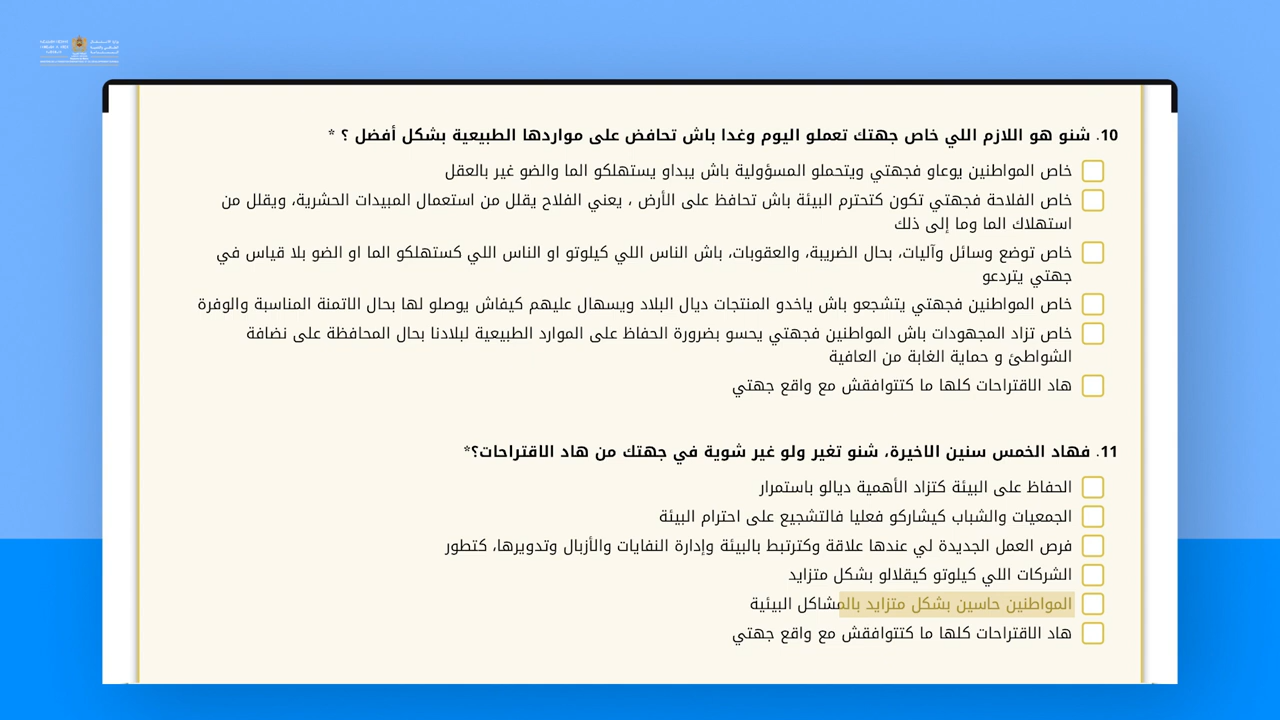 10. شنو هو اللازم اللي خاص جهتك تعملو اليوم وغدا باش تحافض على مواردها الطبيعية بشكل أفضل ؟ *
خاص المواطنين يوعاو فجهتي ويتحملو المسؤولية باش يبداو يستهلكو الما والضو غير بالعقل
خاص الفلاحة فجهتي تكون كتحترم البيئة باش تحافظ على الأرض ، يعني الفلاح يقلل من استعمال المبيدات الحشرية، ويقلل من
استهلاك الما وما إلى ذلك
خاص توضع وسائل وآليات، بحال الضريبة، والعقوبات، باش الناس اللي كيلوتو او الناس اللي كستهلكو الما او الضو بلا قياس في
جهتي يتردعو
خاص المواطنين فجهتي يتشجعو باش ياخدو المنتجات ديال البلاد ويسهال عليهم كيفاش يوصلو لها بحال الاتمنة المناسبة والوفرة
خاص تزاد المجهودات باش المواطنين فجهتي يحسو بضرورة الحفاظ على الموارد الطبيعية لبلادنا بحال المحافظة على نضافة
الشواطئ و حماية الغابة من العافية
هاد الاقتراحات كلها ما كتتوافقش مع واقع جهتي
11. فهاد الخمس سنين الاخيرة، شنو تغير ولو غير شوية في جهتك من هاد الاقتراحات؟*
الحفاظ على البيئة كتزاد الأهمية ديالو باستمرار
الجمعيات والشباب كيشاركو فعليا فالتشجيع على احترام البيئة
فرص العمل الجديدة لي عندها علاقة وكترتبط بالبيئة وإدارة النفايات والأزبال وتدويرها، كتطور
الشركات اللي كيلوتو كيقلالو بشكل متزايد
المواطنين حاسين بشكل متزايد بالمشاكل البيئية
هاد الاقتراحات كلها ما كتتوافقش مع واقع جهتي